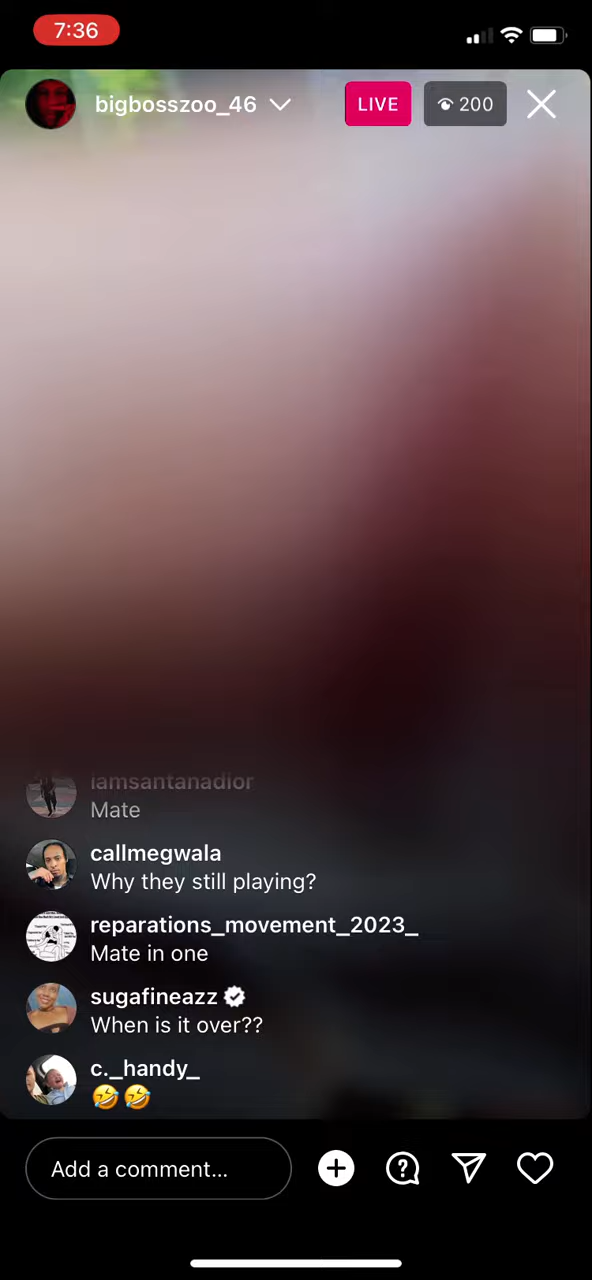 7:36
bigbosszoo_46
LIVE
200
iamsantanadior
Mate
callmegwala
Why they still playing?
reparations_movement_2023_
Mate in one
sugafineazz
When is it over??
c._handy_
🤣🤣
Add a comment...